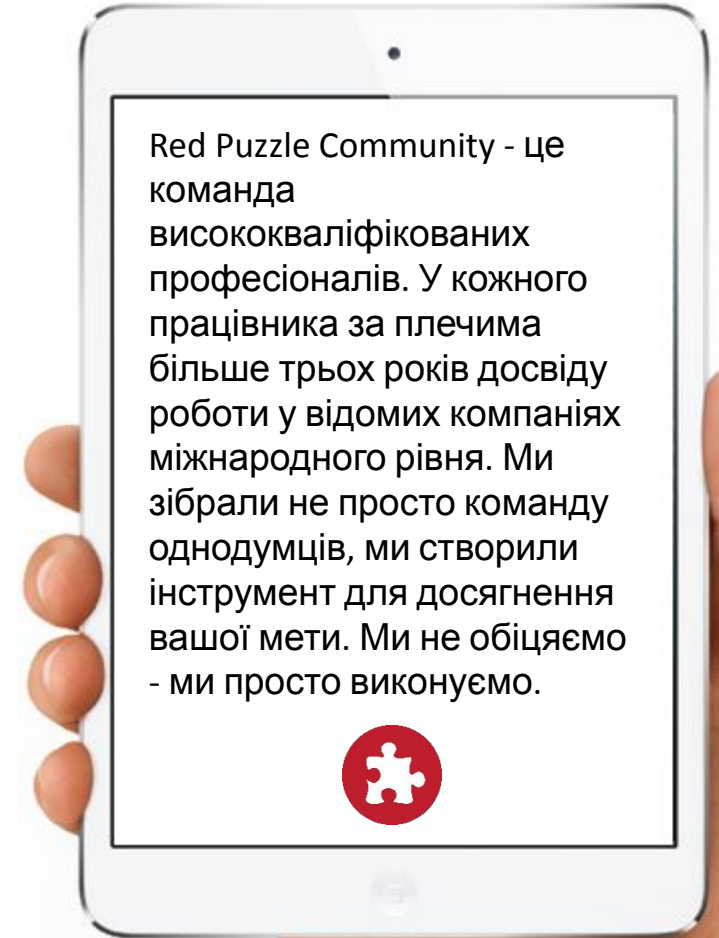 Red Puzzle Community - це
команда
висококваліфікованих
професіоналів. У кожного
працівника за плечима
більше трьох років досвіду
роботи у відомих компаніях
міжнародного рівня. Ми
зібрали не просто команду
однодумців, ми створили
інструмент для досягнення
вашої мети. Ми не обіцяємо
- ми просто виконуємо.